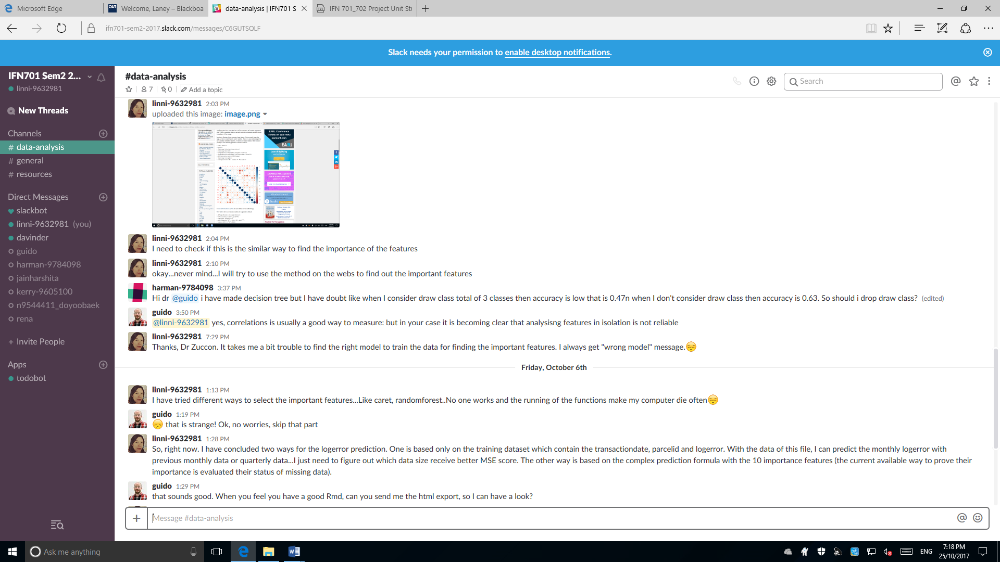 Microsoft Edge
QUT Welcome, Laney – Blackboa
data-analysis | IFN701 S
IFN 701_702 Project Unit Stu
ifn701-sem2-2017.slack.com/messages/C6GUTSQLF
Slack needs your permission to enable desktop notifications.
IFN701 Sem2 2...
linni-9632981
New Threads
Channels
# data-analysis
# general
# resources
Direct Messages
slackbot
linni-9632981 (you)
davinder
guido
harman-9784098
jainharshita
kerry-9605100
n9544411_doyoobaek
rena
+ Invite People
Apps
todobot
#data-analysis
7
0
Add a topic
Search
linni-9632981 2:03 PM
uploaded this image: image.png
EARL Conference
Tickets on sale now:
earlconf.com
EARL
linni-9632981 2:04 PM
I need to check if this is the similar way to find the importance of the features
linni-9632981 2:10 PM
okay...never mind...I will try to use the method on the webs to find out the important features
harman-9784098 3:37 PM
Hi dr @guido i have made decision tree but I have doubt like when I consider draw class total of 3 classes then accuracy is low that is 0.47n when I don't consider draw class then accuracy is 0.63. So should i drop draw class? (edited)
guido 3:50 PM
@linni-9632981 yes, correlations is usually a good way to measure: but in your case it is becoming clear that analysisng features in isolation is not reliable
linni-9632981 7:29 PM
Thanks, Dr Zuccon. It takes me a bit trouble to find the right model to train the data for finding the important features. I always get "wrong model" message.
Friday, October 6th
linni-9632981 1:13 PM
I have tried different ways to select the important features...Like caret, randomforest..No one works and the running of the functions make my computer die often
guido 1:19 PM
that is strange! Ok, no worries, skip that part
linni-9632981 1:28 PM
So, right now. I have concluded two ways for the logerror prediction. One is based only on the training dataset which contain the transactiondate, parcelid and logerror. With the data of this file, I can predict the monthly logerror with
previous monthly data or quarterly data...I just need to figure out which data size receive better MSE score. The other way is based on the complex prediction formula with the 10 importance features (the current available way to prove their
importance is evaluated their status of missing data).
guido 1:29 PM
that sounds good. When you feel you have a good Rmd, can you send me the html export, so I can have a look?
Message #data-analysis
Ask me anything
ENG
7:18 PM
25/10/2017